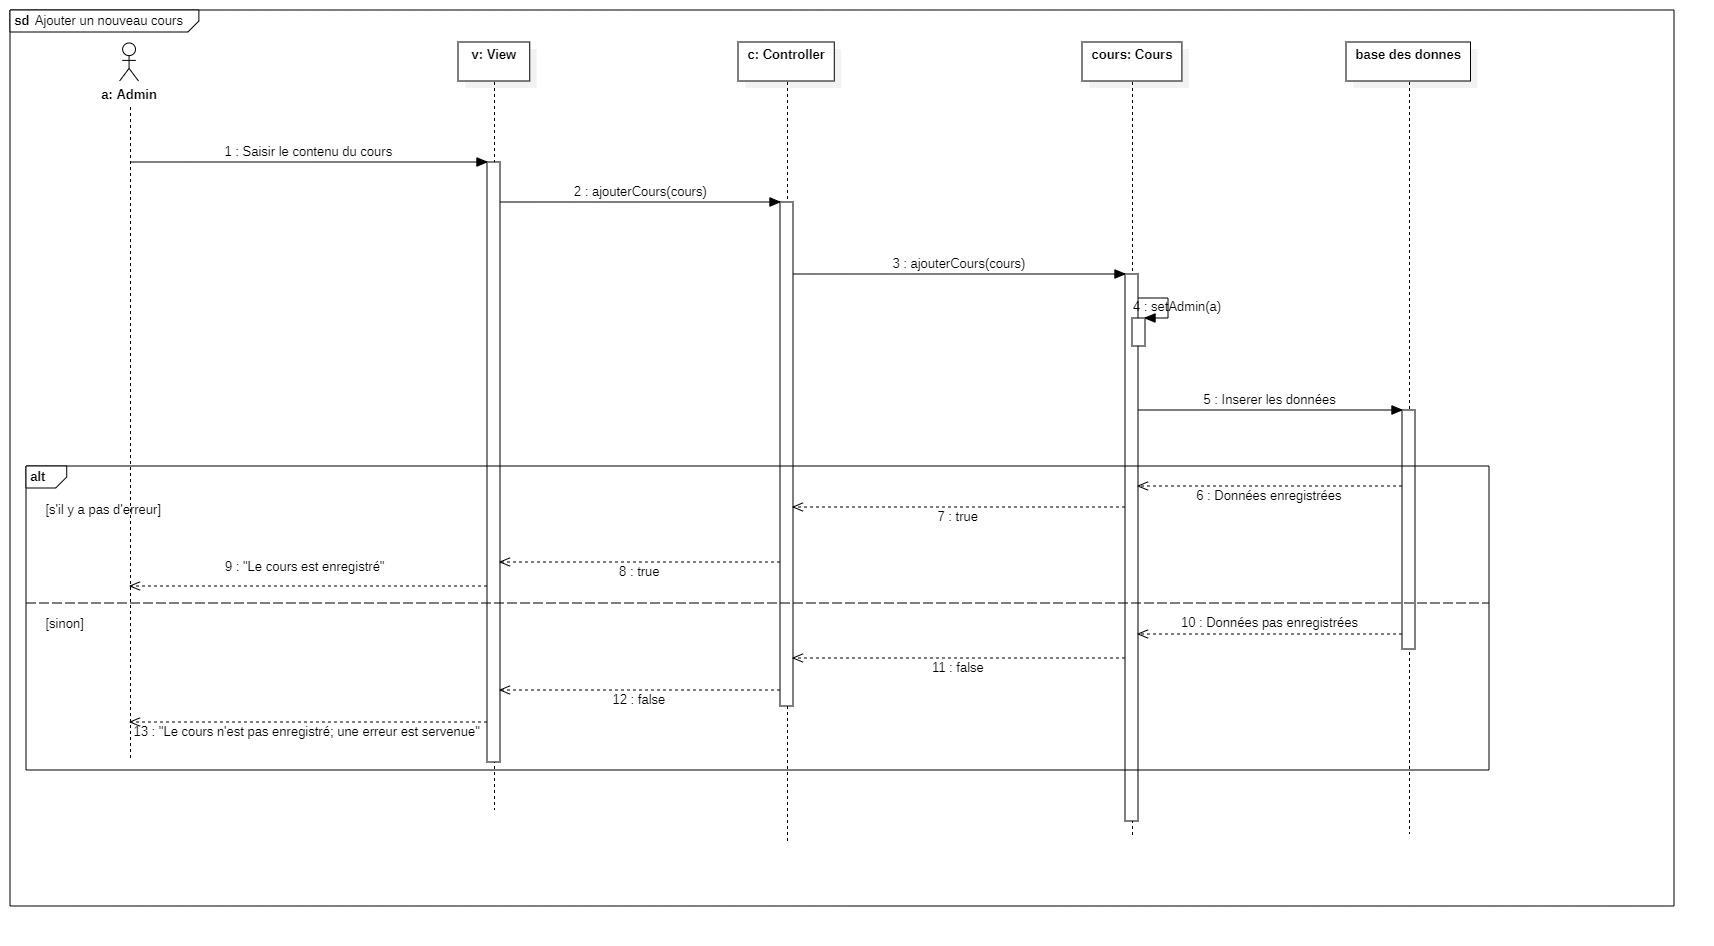 sd Ajouter un nouveau cours
a: Admin
v: View
c: Controller
cours: Cours
base des donnes
1 : Saisir le contenu du cours
2 : ajouterCours(cours)
3 : ajouterCours(cours)
4 : setAdmin(a)
5 : Inserer les données
alt
[s'il y a pas d'erreur]
6 : Données enregistrées
7 : true
8 : true
9 : "Le cours est enregistré"
[sinon]
10 : Données pas enregistrées
11 : false
12 : false
13 : "Le cours n'est pas enregistré; une erreur est servenue"